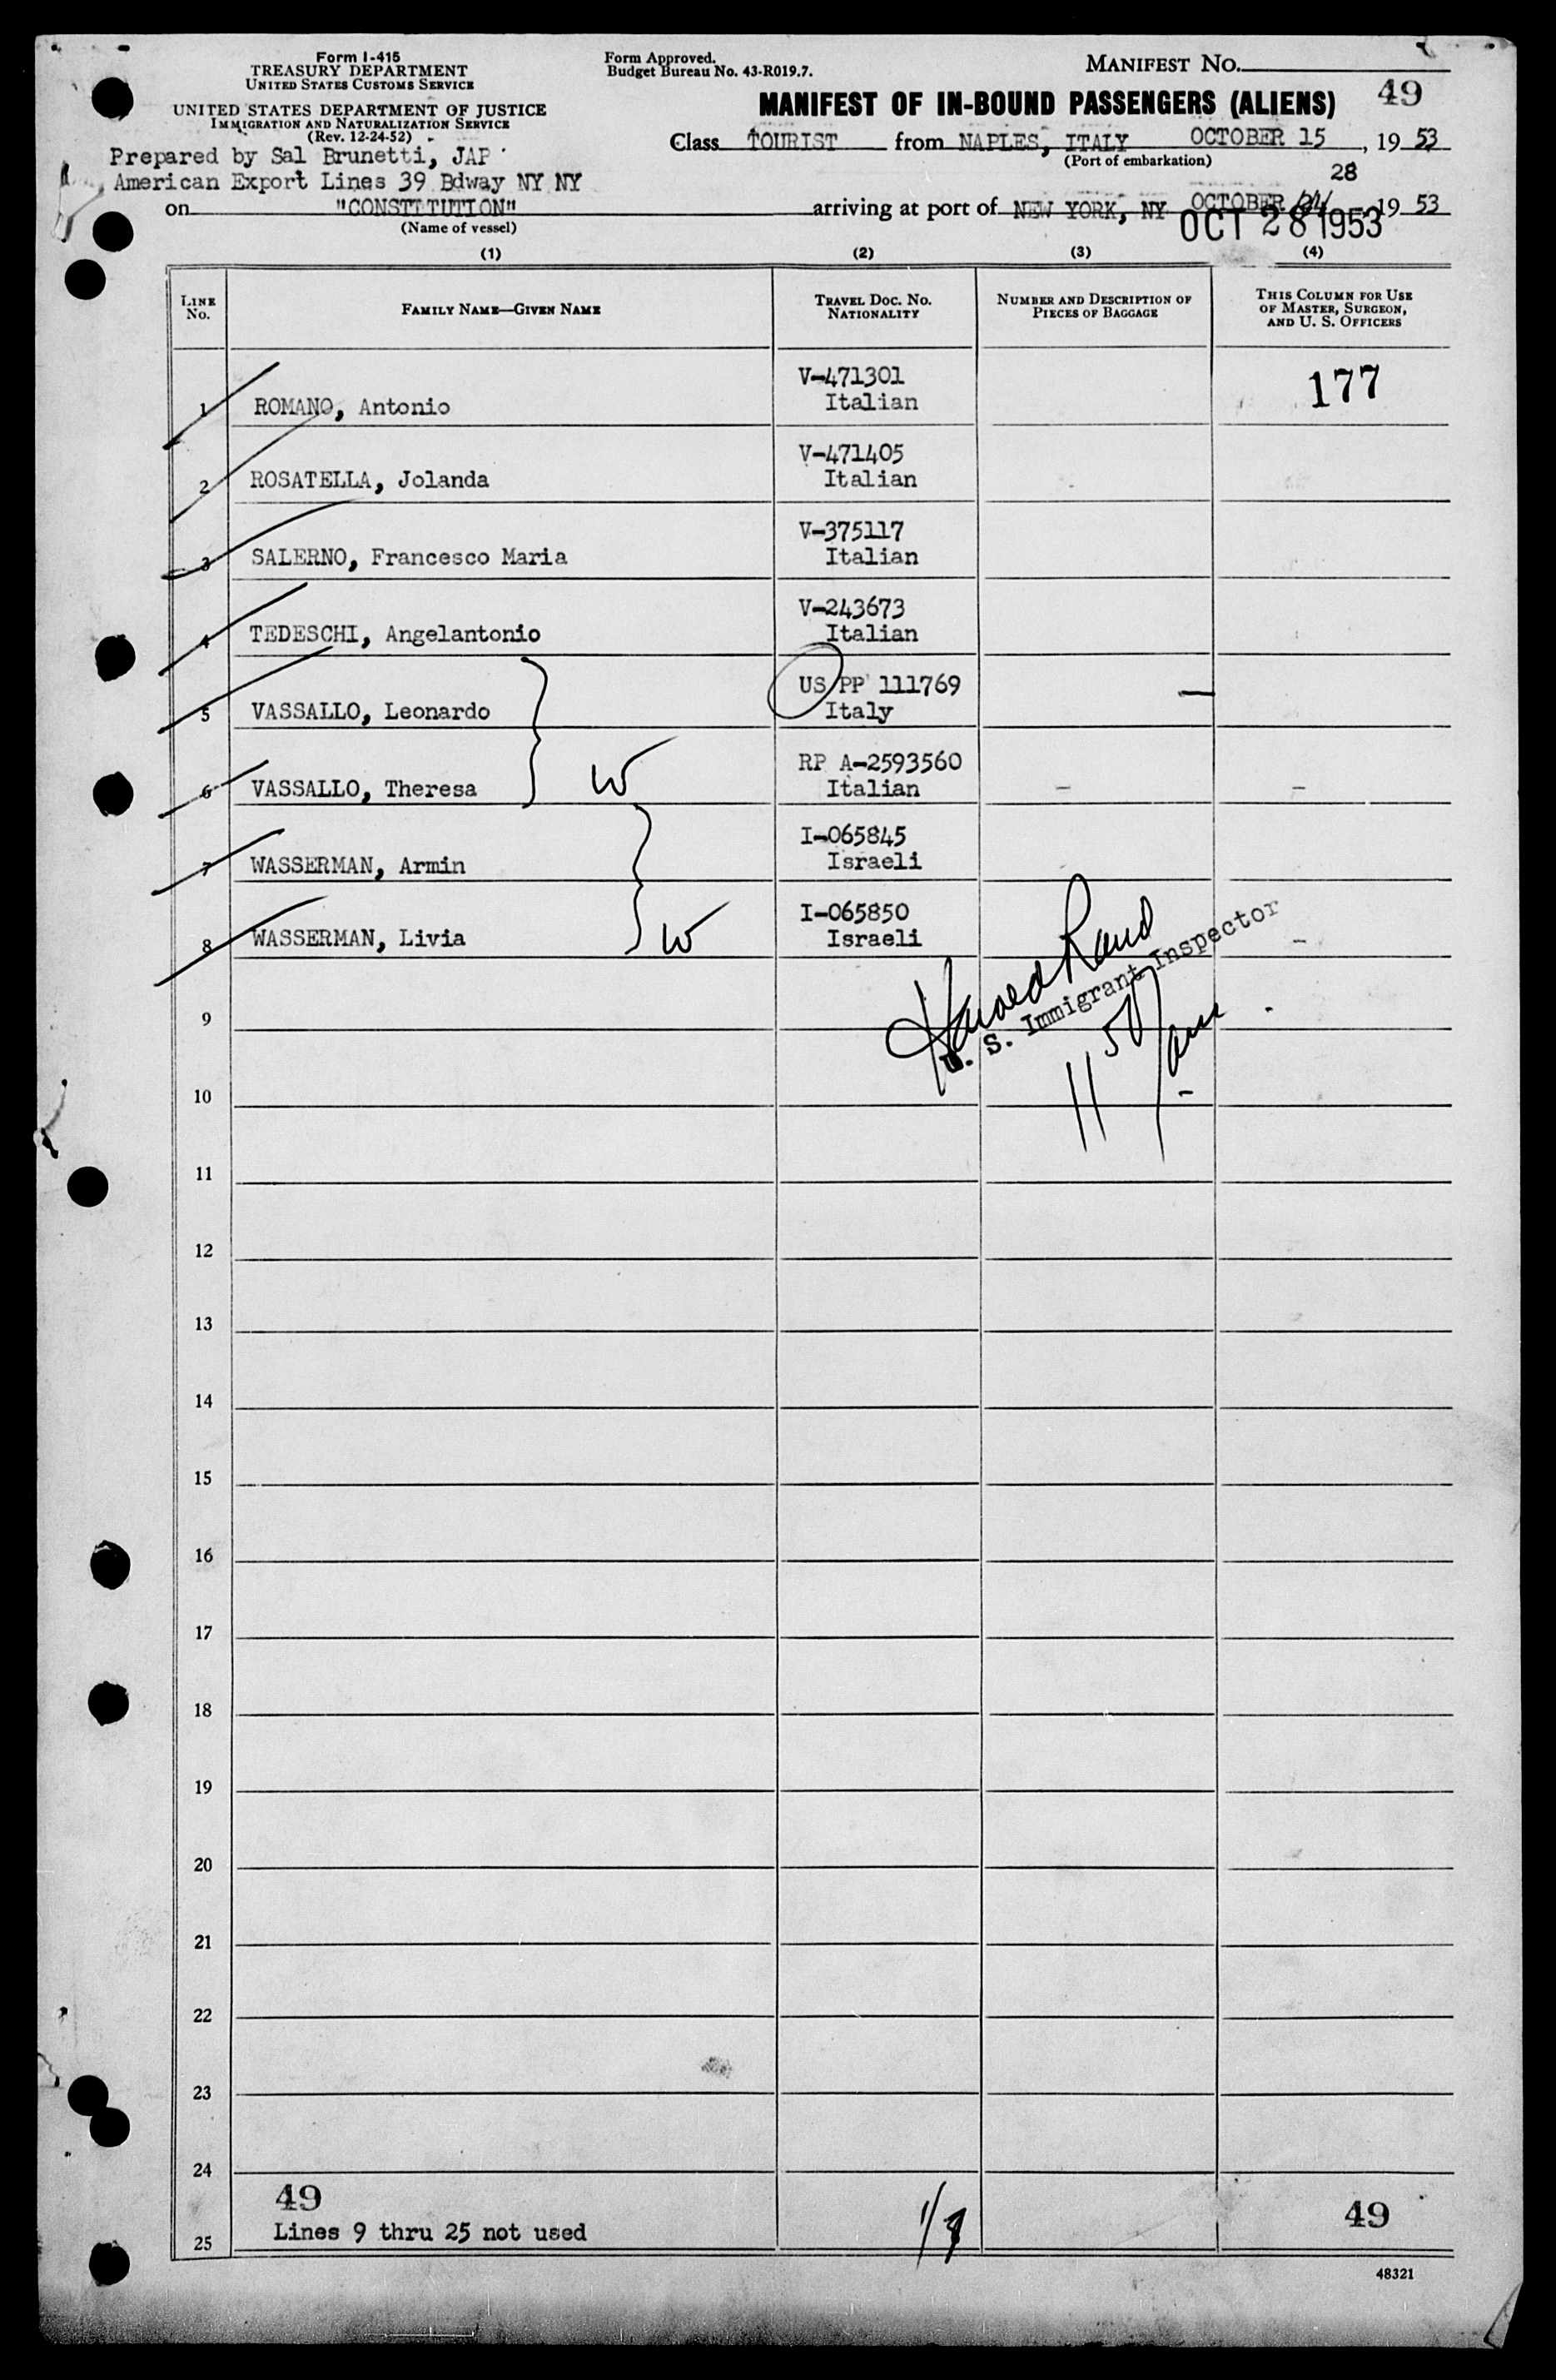 Form I-415
TREASURY DEPARTMENT
UNITED STATES CUSTOMS SERVICE
UNITED STATES DEPARTMENT OF JUSTICE
IMMIGRATION AND NATURALIZATION SERVICE
(Rev. 12-24-52)
Prepared by Sal Brunetti, JAP
American Export Lines 39 Bdway NY NY
Form Approved.
Budget Bureau No. 43-R019.7.
MANIFEST NO.
49
MANIFEST OF IN-BOUND PASSENGERS (ALIENS)
Class TOURIST from NAPLES, ITALY OCTOBER 15, 19 53
(Port of embarkation)
28
on "CONSTITUTION" arriving at port of NEW YORK, NY OCTOBER 19 53
(Name of vessel)
OCT 28 1953
(1) (2) (3) (4)
LINE NO.
FAMILY NAME—GIVEN NAME
TRAVEL DOC. NO. NATIONALITY
NUMBER AND DESCRIPTION OF PIECES OF BAGGAGE
THIS COLUMN FOR USE OF MASTER, SURGEON, AND U. S. OFFICERS
177
1 ROMANO, Antonio V-471301 Italian
2 ROSATELLA, Jolanda V-471405 Italian
3 SALERNO, Francesco Maria V-375117 Italian
4 TEDESCHI, Angelantonio V-243673 Italian
5 VASSALLO, Leonardo US PP 111769 Italy
6 VASSALLO, Theresa W RP A-2593560 Italian
7 WASSERMAN, Armin I-065845 Israeli
8 WASSERMAN, Livia W I-065850 Israeli
Harold Rand
U. S. Immigrant Inspector
11 50 am
9
10
11
12
13
14
15
16
17
18
19
20
21
22
23
24
49
25 Lines 9 thru 25 not used
49
48321